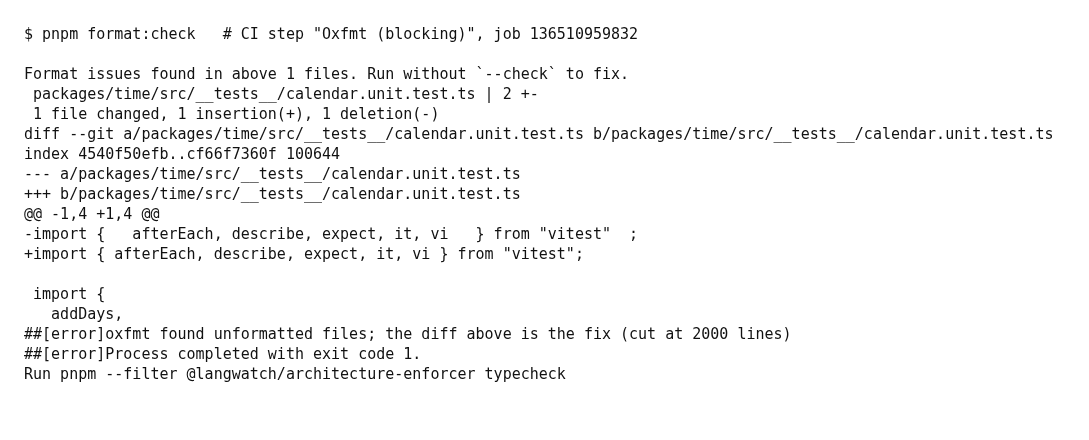 $ pnpm format:check   # CI step "Oxfmt (blocking)", job 136510959832

Format issues found in above 1 files. Run without `--check` to fix.
 packages/time/src/__tests__/calendar.unit.test.ts | 2 +-
 1 file changed, 1 insertion(+), 1 deletion(-)
diff --git a/packages/time/src/__tests__/calendar.unit.test.ts b/packages/time/src/__tests__/calendar.unit.test.ts
index 4540f50efb..cf66f7360f 100644
--- a/packages/time/src/__tests__/calendar.unit.test.ts
+++ b/packages/time/src/__tests__/calendar.unit.test.ts
@@ -1,4 +1,4 @@
-import {   afterEach, describe, expect, it, vi   } from "vitest"  ;
+import { afterEach, describe, expect, it, vi } from "vitest";

 import {
   addDays,
##[error]oxfmt found unformatted files; the diff above is the fix (cut at 2000 lines)
##[error]Process completed with exit code 1.
Run pnpm --filter @langwatch/architecture-enforcer typecheck